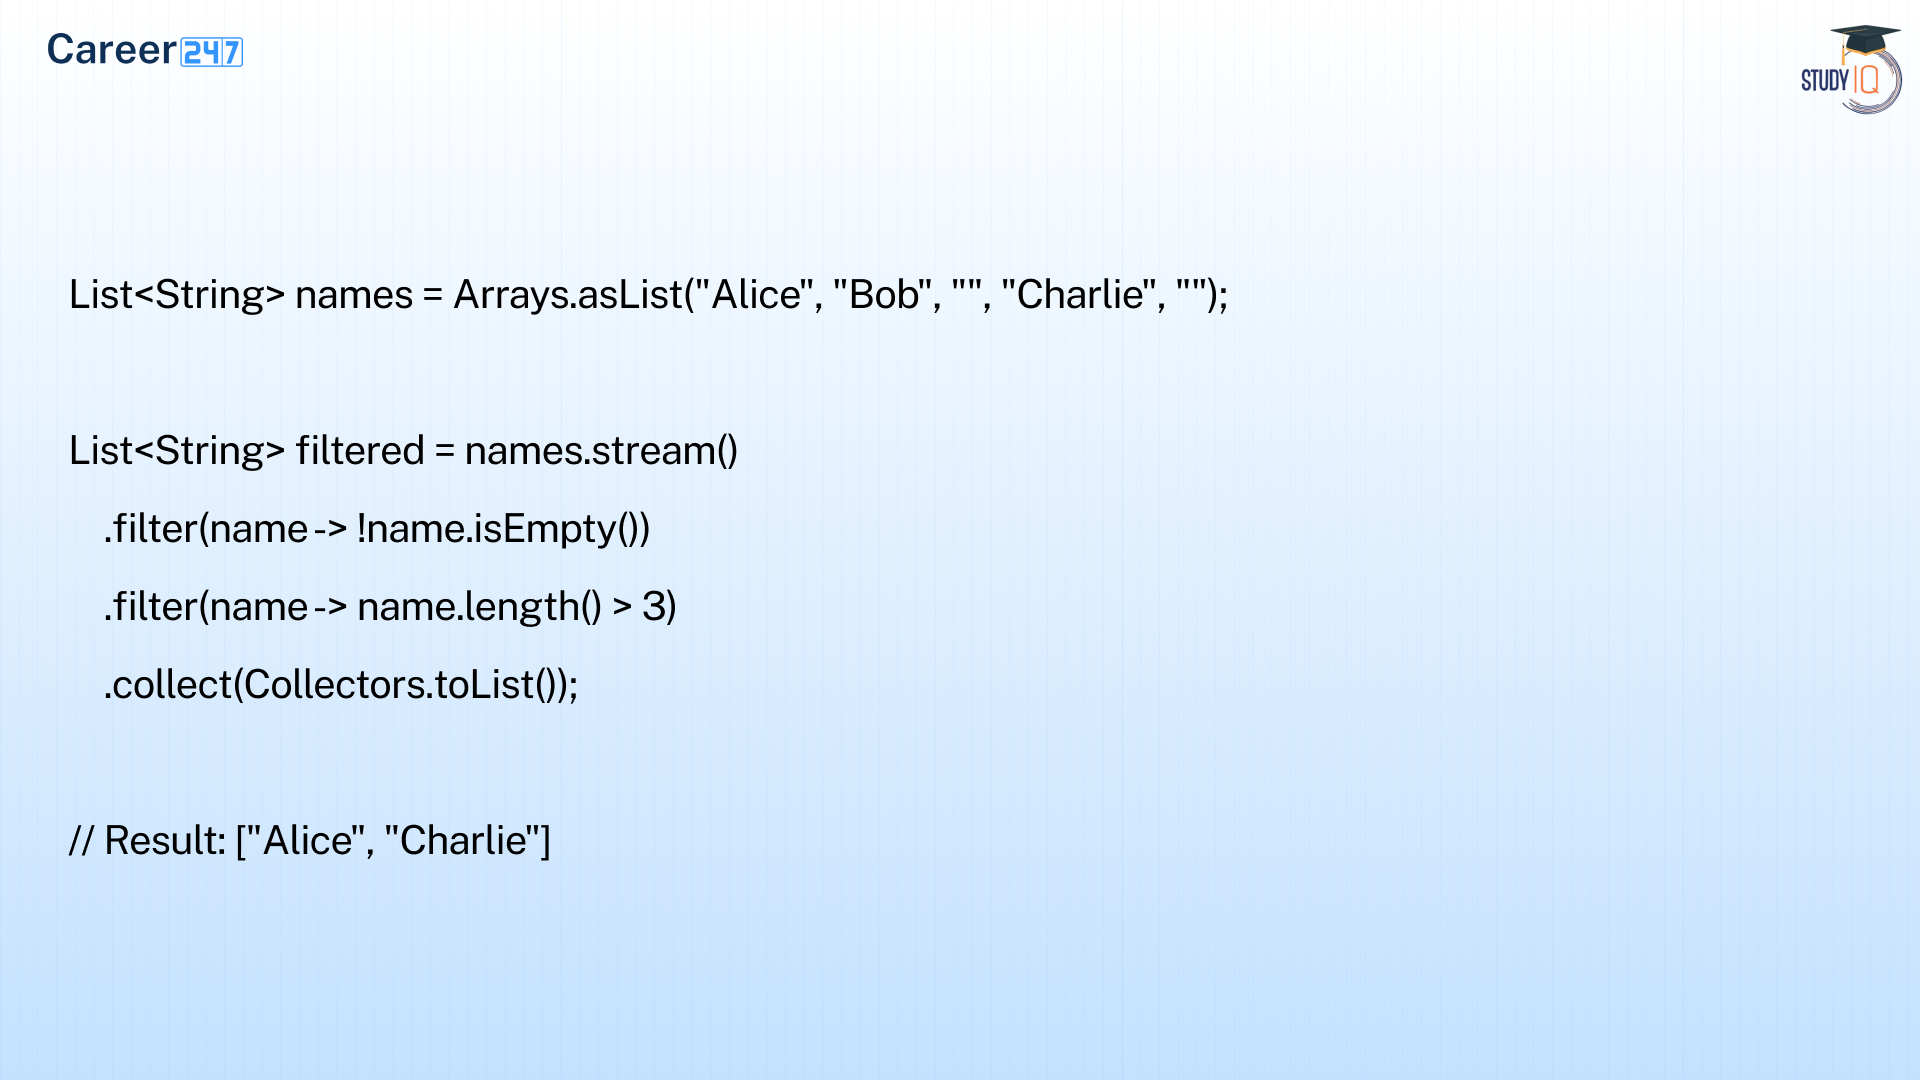 Career247
STUDY IQ
List<String> names = Arrays.asList("Alice", "Bob", "", "Charlie", "");
List<String> filtered = names.stream()
.filter(name -> !name.isEmpty())
.filter(name -> name.length() > 3)
.collect(Collectors.toList());
// Result: ["Alice", "Charlie"]